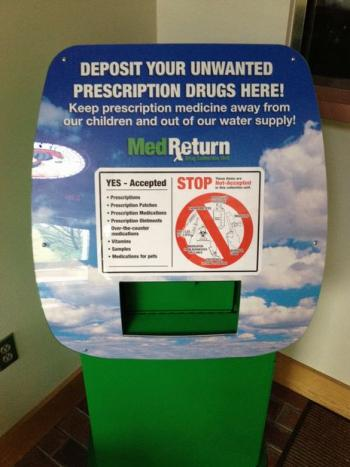 DEPOSIT YOUR UNWANTED
PRESCRIPTION DRUGS HERE!
Keep prescription medicine away from
our children and out of our water supply!
MedReturn
Drug Collection Unit
YES - Accepted
• Prescriptions
• Prescription Patches
• Prescription Medications
• Prescription Ointments
Over-the-counter
medications
• Vitamins
• Samples
• Medications for pets
STOP These items are
Not-Accepted
in this collection unit.